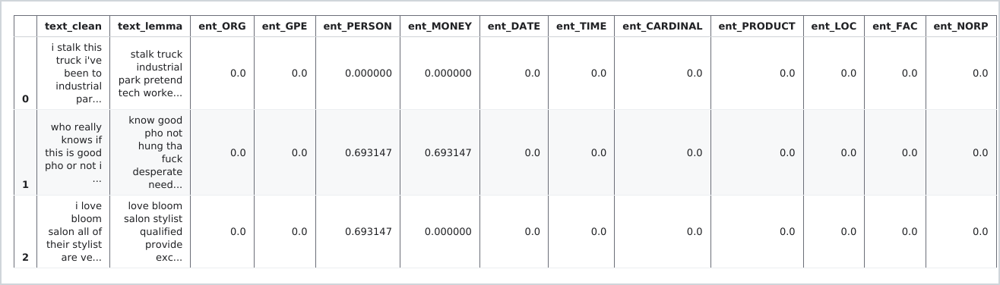 text_clean text_lemma ent_ORG ent_GPE ent_PERSON ent_MONEY ent_DATE ent_TIME ent_CARDINAL ent_PRODUCT ent_LOC ent_FAC ent_NORP
i stalk this
truck i've
been to
industrial
par...
stalk truck
industrial
park pretend
tech worke...
0 0.0 0.0 0.000000 0.000000 0.0 0.0 0.0 0.0 0.0 0.0 0.0
who really
knows if
this is good
pho or not i
...
know good
pho not
hung tha
fuck
desperate
need...
1 0.0 0.0 0.693147 0.693147 0.0 0.0 0.0 0.0 0.0 0.0 0.0
i love
bloom
salon all of
their stylist
are ve...
love bloom
salon stylist
qualified
provide
exc...
2 0.0 0.0 0.693147 0.000000 0.0 0.0 0.0 0.0 0.0 0.0 0.0